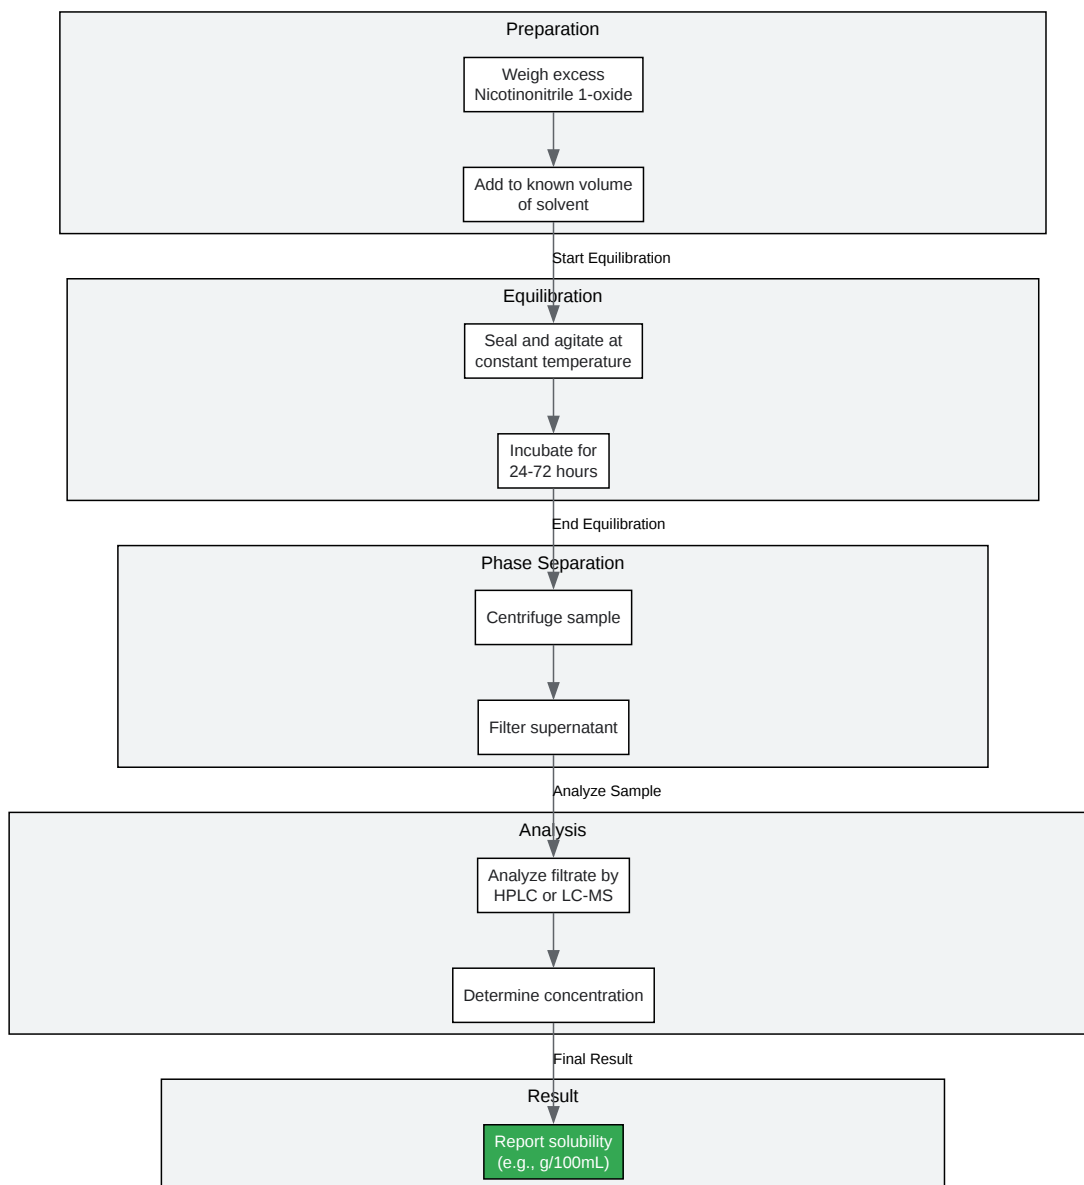 Preparation
Weigh excess
Nicotinonitrile 1-oxide
Add to known volume
of solvent
Start Equilibration
Equilibration
Seal and agitate at
constant temperature
Incubate for
24-72 hours
End Equilibration
Phase Separation
Centrifuge sample
Filter supernatant
Analyze Sample
Analysis
Analyze filtrate by
HPLC or LC-MS
Determine concentration
Final Result
Result
Report solubility
(e.g., g/100mL)